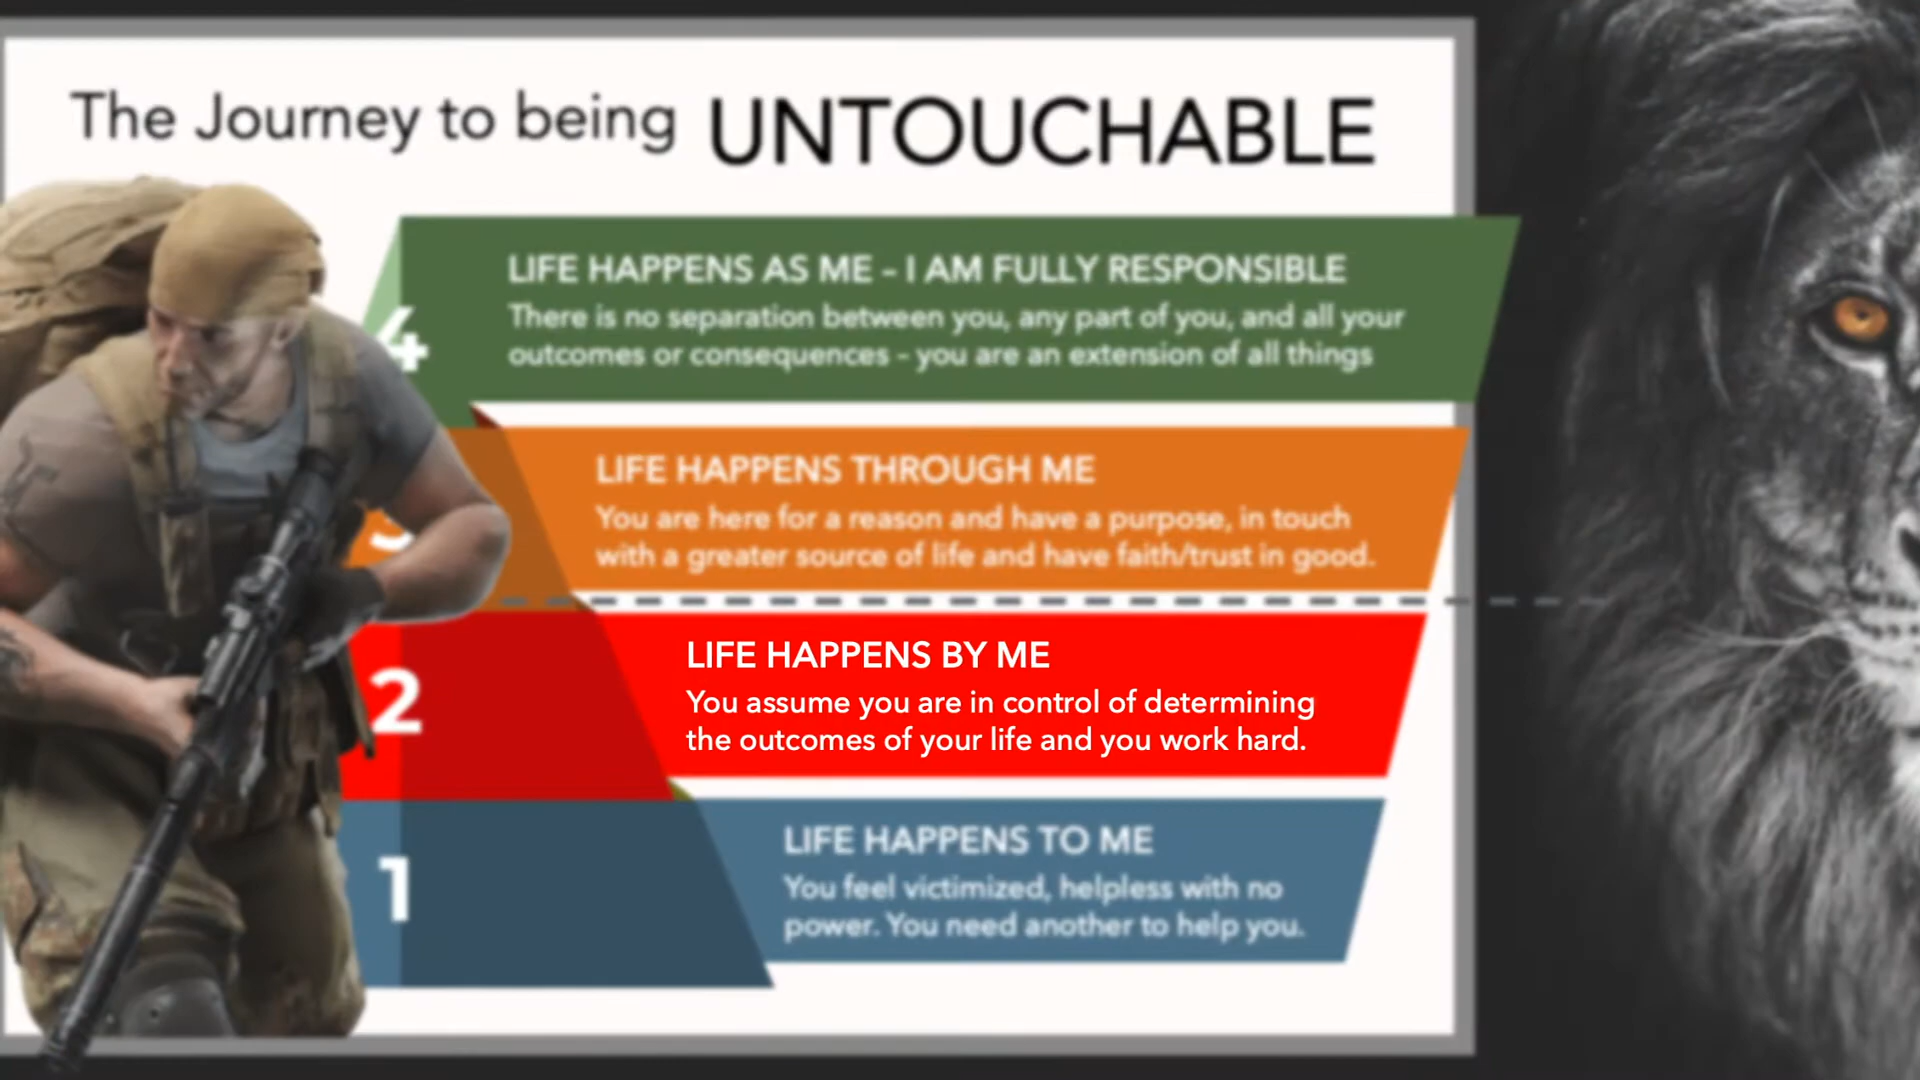 The Journey to being UNTOUCHABLE
4
LIFE HAPPENS AS ME – I AM FULLY RESPONSIBLE
There is no separation between you, any part of you, and all your
outcomes or consequences – you are an extension of all things
3
LIFE HAPPENS THROUGH ME
You are here for a reason and have a purpose, in touch
with a greater source of life and have faith/trust in good.
2
LIFE HAPPENS BY ME
You assume you are in control of determining
the outcomes of your life and you work hard.
1
LIFE HAPPENS TO ME
You feel victimized, helpless with no
power. You need another to help you.